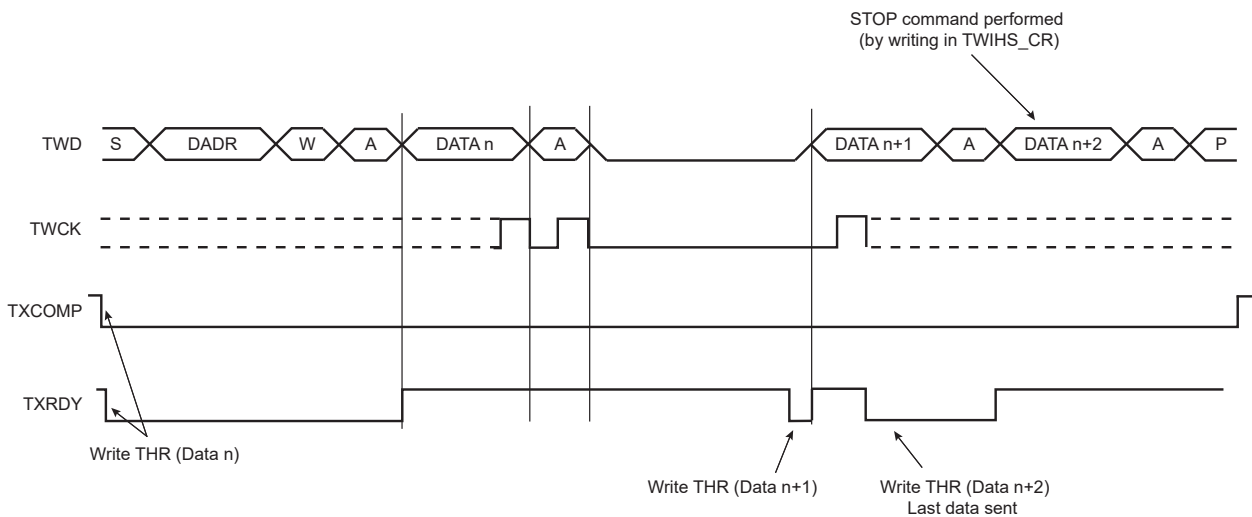 STOP command performed
(by writing in TWIHS_CR)
TWD S DADR W A DATA n A DATA n+1 A DATA n+2 A P
TWCK
TXCOMP
TXRDY
Write THR (Data n)
Write THR (Data n+1)
Write THR (Data n+2)
Last data sent